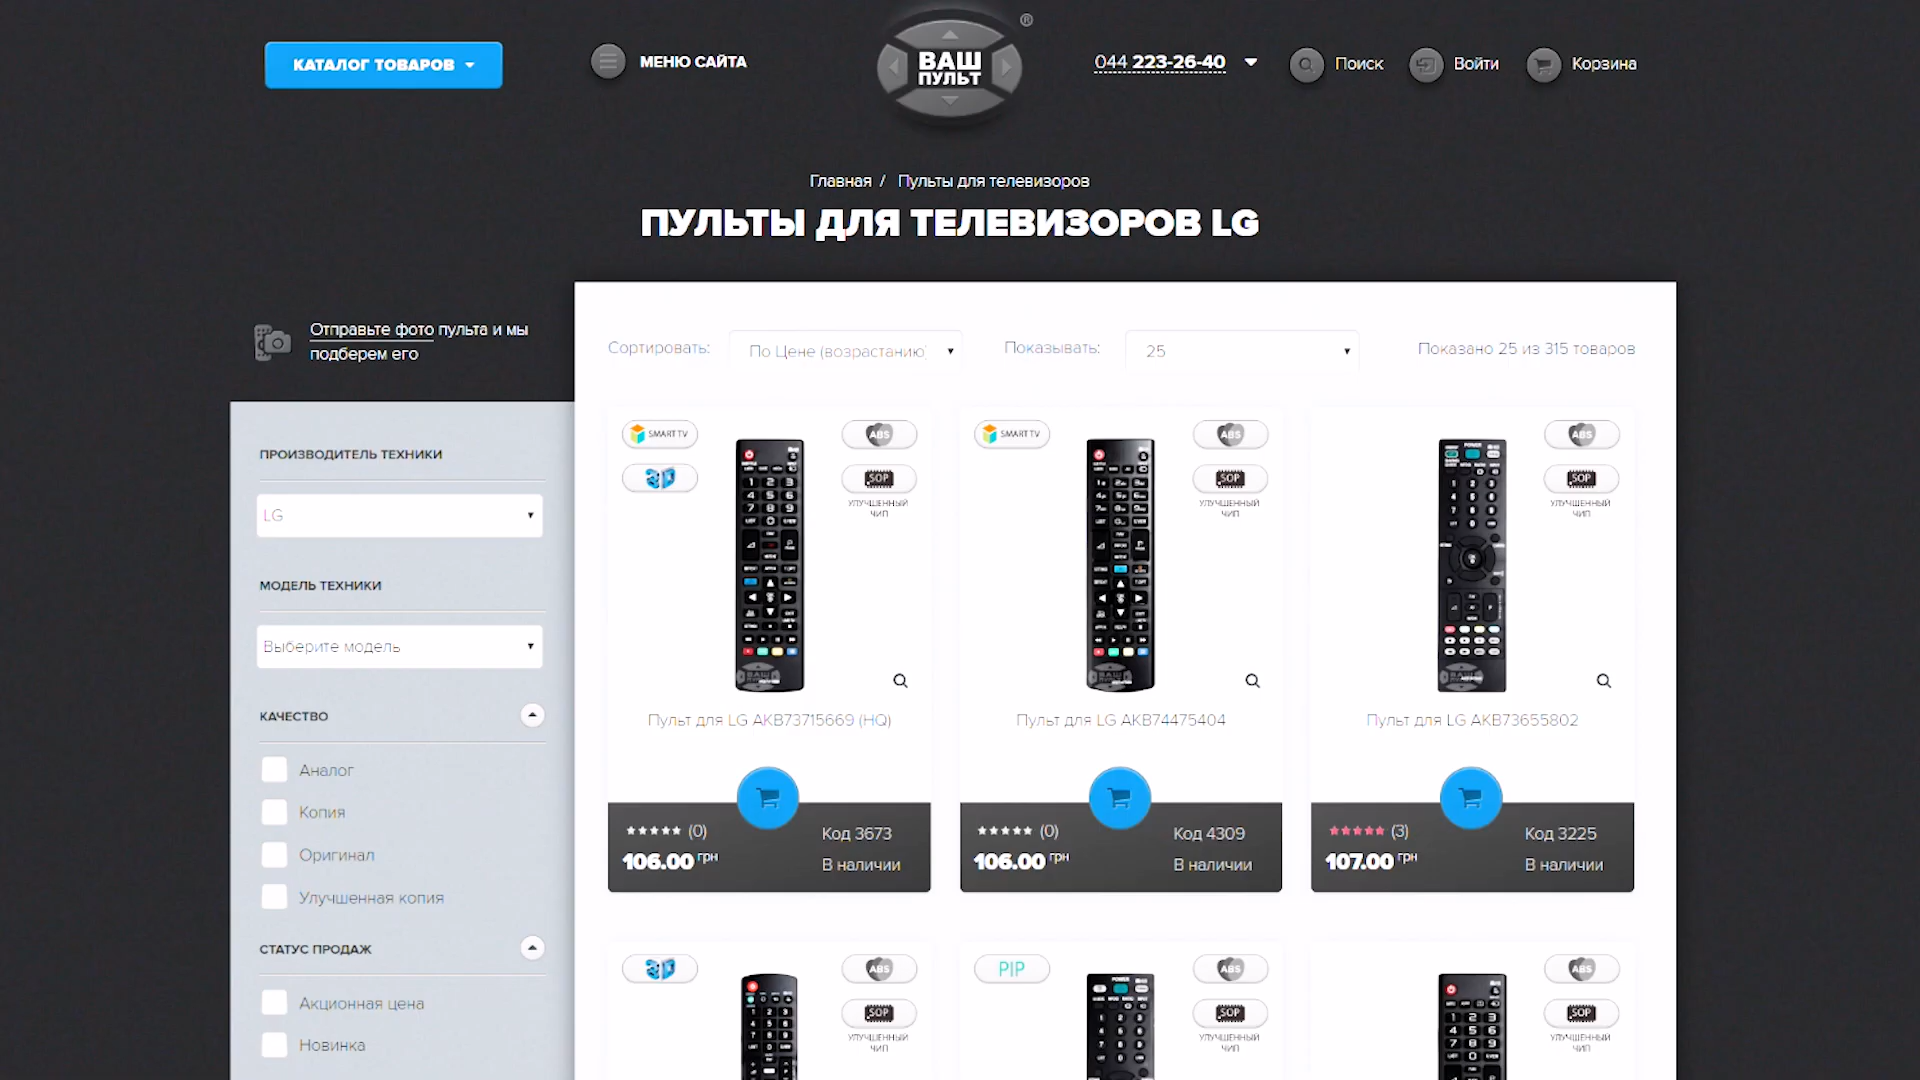 КАТАЛОГ ТОВАРОВ
МЕНЮ САЙТА
ВАШ
ПУЛЬТ
®
044 223-26-40
Поиск
Войти
Корзина
Главная / Пульты для телевизоров
ПУЛЬТЫ ДЛЯ ТЕЛЕВИЗОРОВ LG
Отправьте фото пульта и мы
подберем его
ПРОИЗВОДИТЕЛЬ ТЕХНИКИ
LG
МОДЕЛЬ ТЕХНИКИ
Выберите модель
КАЧЕСТВО
Аналог
Копия
Оригинал
Улучшенная копия
СТАТУС ПРОДАЖ
Акционная цена
Новинка
Сортировать:
По Цене (возрастанию)
Показывать:
25
Показано 25 из 315 товаров
SMART TV
3D
ABS
SOP
УЛУЧШЕННЫЙ
ЧИП
Пульт для LG AKB73715669 (HQ)
(0)
106.00 грн
Код 3673
В наличии
SMART TV
ABS
SOP
УЛУЧШЕННЫЙ
ЧИП
Пульт для LG AKB74475404
(0)
106.00 грн
Код 4309
В наличии
ABS
SOP
УЛУЧШЕННЫЙ
ЧИП
Пульт для LG AKB73655802
(3)
107.00 грн
Код 3225
В наличии
3D
ABS
SOP
УЛУЧШЕННЫЙ
ЧИП
PIP
ABS
SOP
УЛУЧШЕННЫЙ
ЧИП
ABS
SOP
УЛУЧШЕННЫЙ
ЧИП